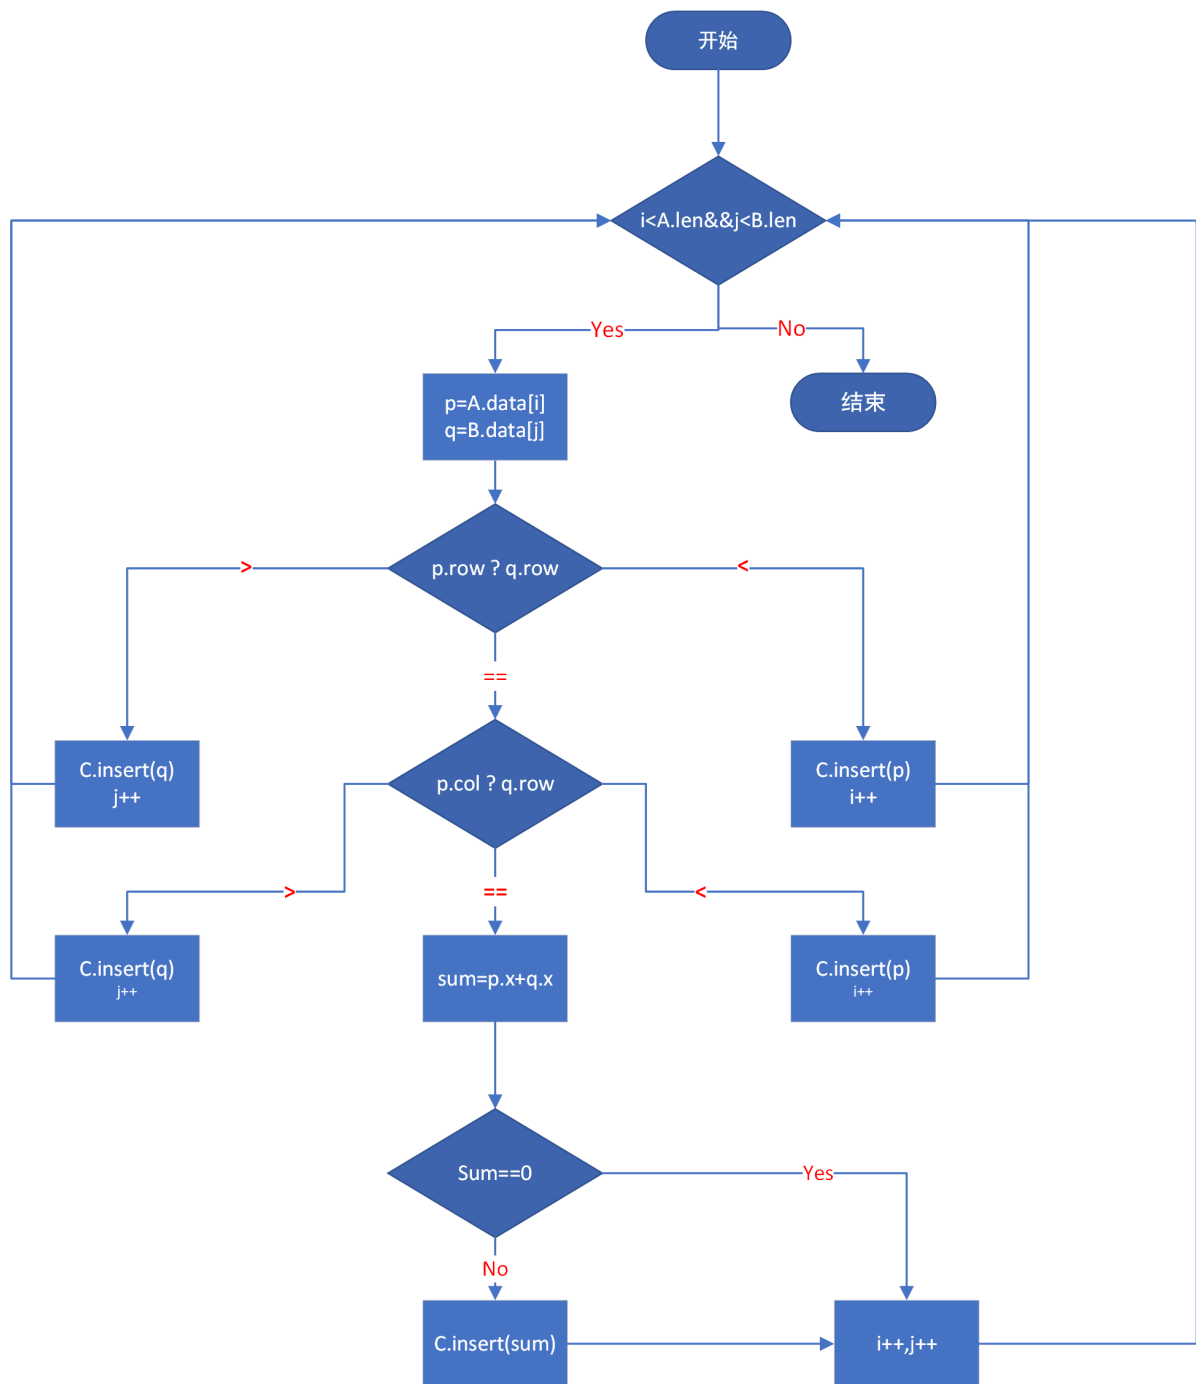 开始
i<A.len&&j<B.len
Yes
No
p=A.data[i]
q=B.data[j]
结束
p.row ? q.row
>
<
==
C.insert(q)
j++
p.col ? q.row
C.insert(p)
i++
>
==
<
C.insert(q)
j++
sum=p.x+q.x
C.insert(p)
i++
Sum==0
Yes
No
C.insert(sum)
i++,j++